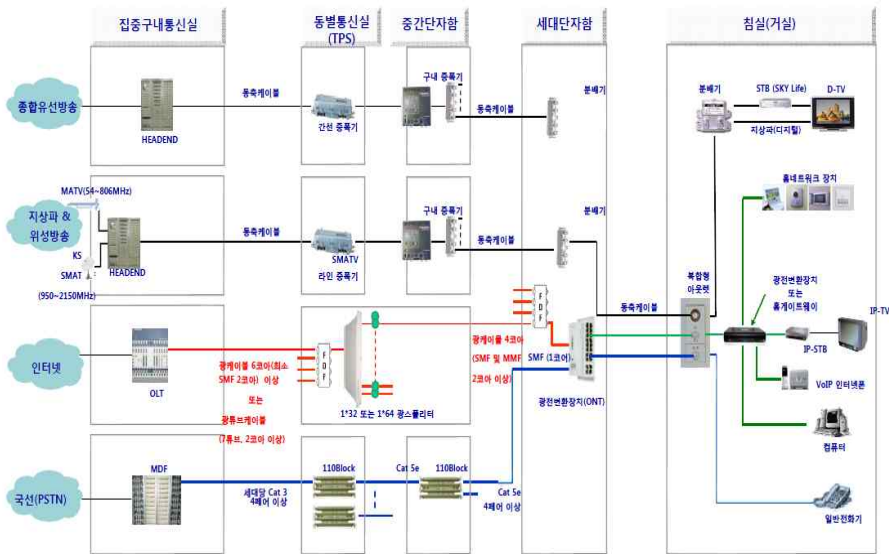 집중구내통신실
동별통신실
(TPS)
중간단자함
세대단자함
침실(거실)
종합유선방송
HEADEND
동축케이블
간선 증폭기
구내 증폭기
동축케이블
분배기
분배기
STB (SKY Life)
D-TV
지상파(디지털)
홈네트워크 장치
MATV(54~806MHz)
지상파 &
위성방송
KS
SMAT
(950~2150MHz)
HEADEND
동축케이블
SMATV
라인 증폭기
구내 증폭기
동축케이블
분배기
동축케이블
복합형
아웃렛
광전변환장치
또는
홈게이트웨이
IP-TV
IP-STB
VoIP 인터넷폰
컴퓨터
일반전화기
인터넷
OLT
광케이블 6코아(최소
SMF 2코아) 이상
또는
광튜브케이블
(7튜브, 2코아 이상)
FDF
1*32 또는 1*64 광스플리터
광케이블 4코아
(SMF 및 MMF
2코아 이상)
FDF
SMF (1코어)
광전변환장치(ONT)
국선(PSTN)
MDF
세대당 Cat 3
4페어 이상
110Block
Cat 5e
110Block
Cat 5e
4페어 이상